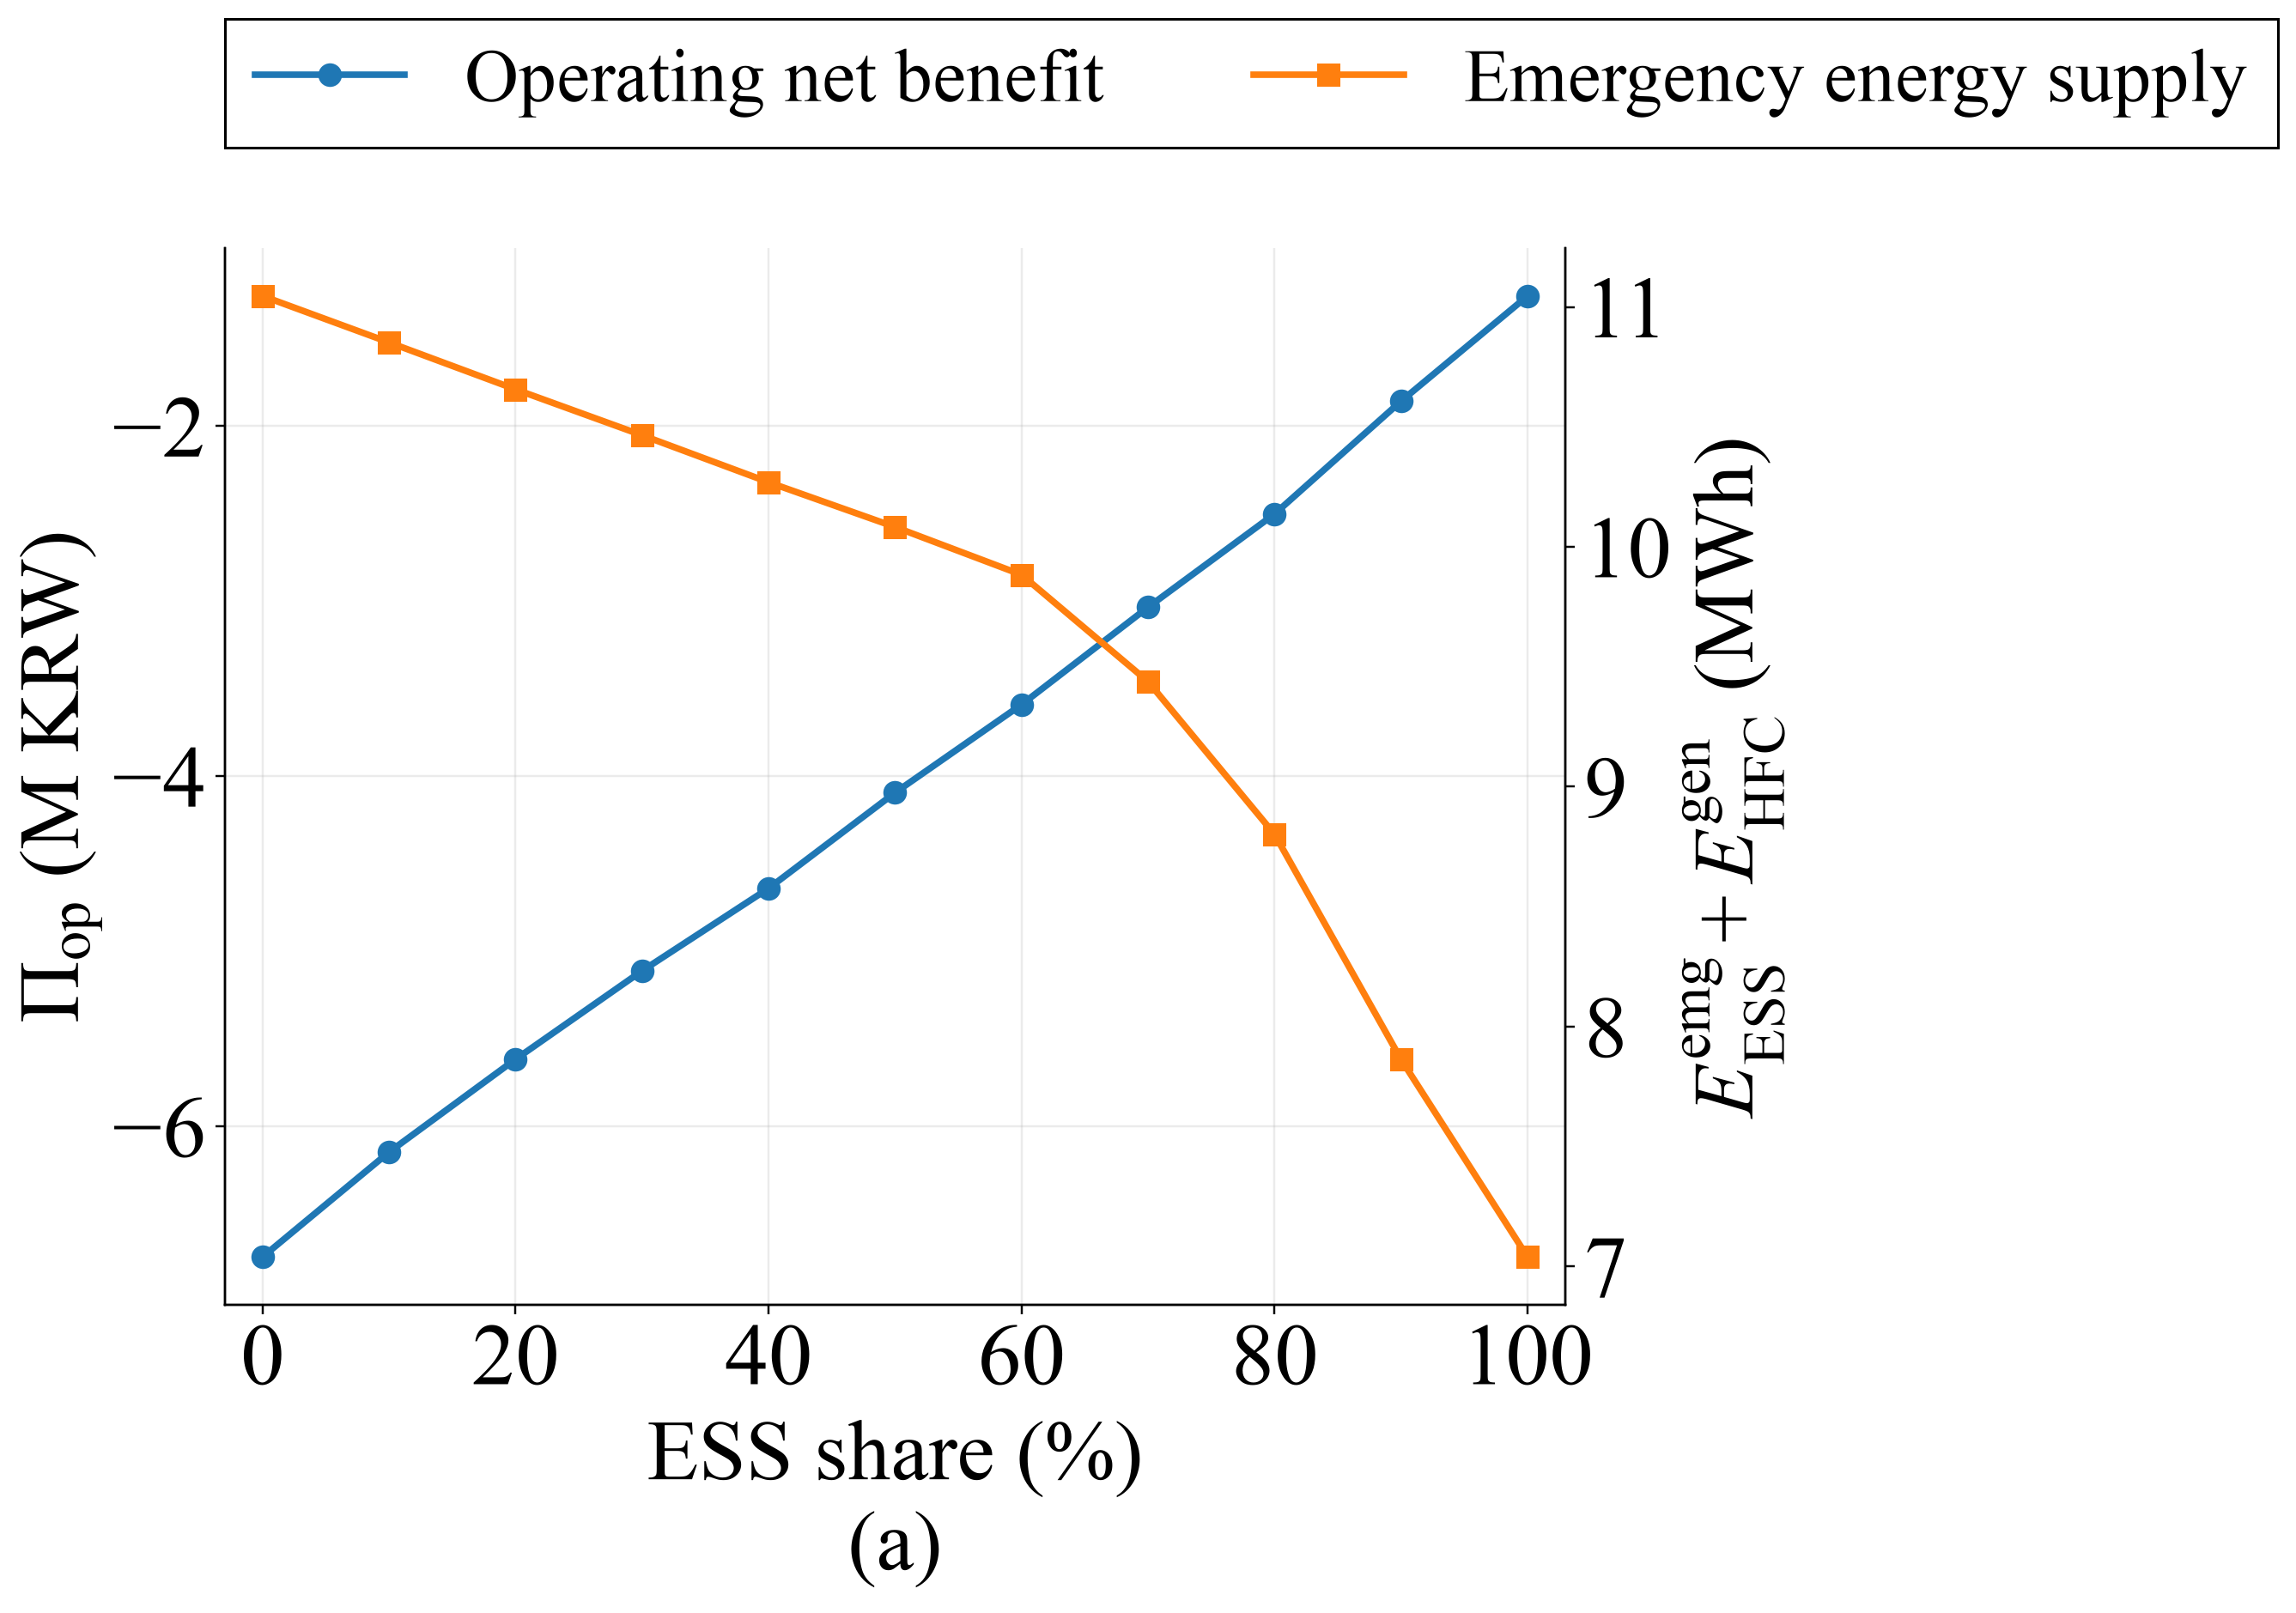 Operating net benefit
Emergency energy supply
Π_op (M KRW)
−2
−4
−6
11
10
9
8
7
E_ESS^emg + E_HFC^gen (MWh)
0 20 40 60 80 100
ESS share (%)
(a)